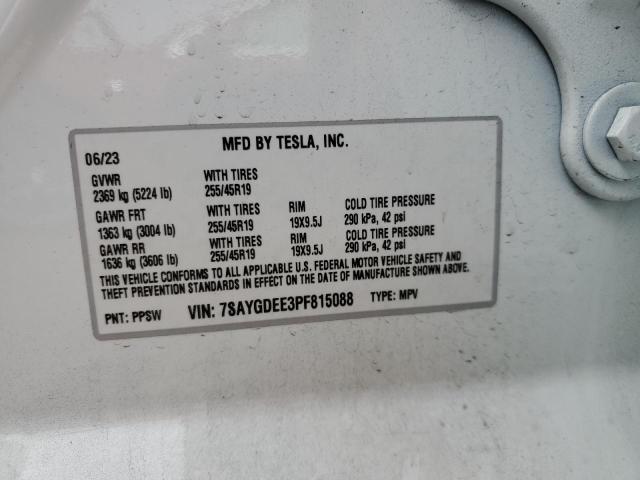 MFD BY TESLA, INC.
06/23
GVWR WITH TIRES
2369 kg (5224 lb) 255/45R19
GAWR FRT WITH TIRES RIM COLD TIRE PRESSURE
1363 kg (3004 lb) 255/45R19 19X9.5J 290 kPa, 42 psi
GAWR RR WITH TIRES RIM COLD TIRE PRESSURE
1636 kg (3606 lb) 255/45R19 19X9.5J 290 kPa, 42 psi
THIS VEHICLE CONFORMS TO ALL APPLICABLE U.S. FEDERAL MOTOR VEHICLE SAFETY AND
THEFT PREVENTION STANDARDS IN EFFECT ON THE DATE OF MANUFACTURE SHOWN ABOVE.
PNT: PPSW VIN: 7SAYGDEE3PF815088 TYPE: MPV